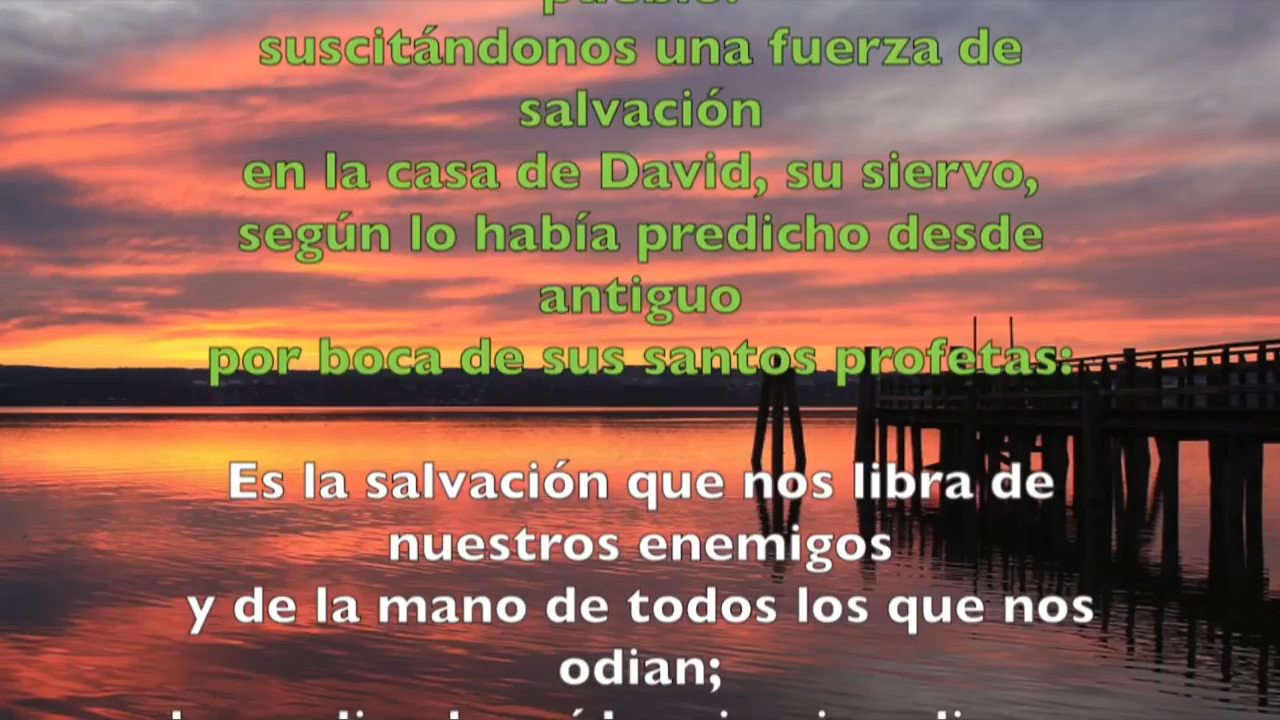 suscitándonos una fuerza de
salvación
en la casa de David, su siervo,
según lo había predicho desde
antiguo
por boca de sus santos profetas:
Es la salvación que nos libra de
nuestros enemigos
y de la mano de todos los que nos
odian;